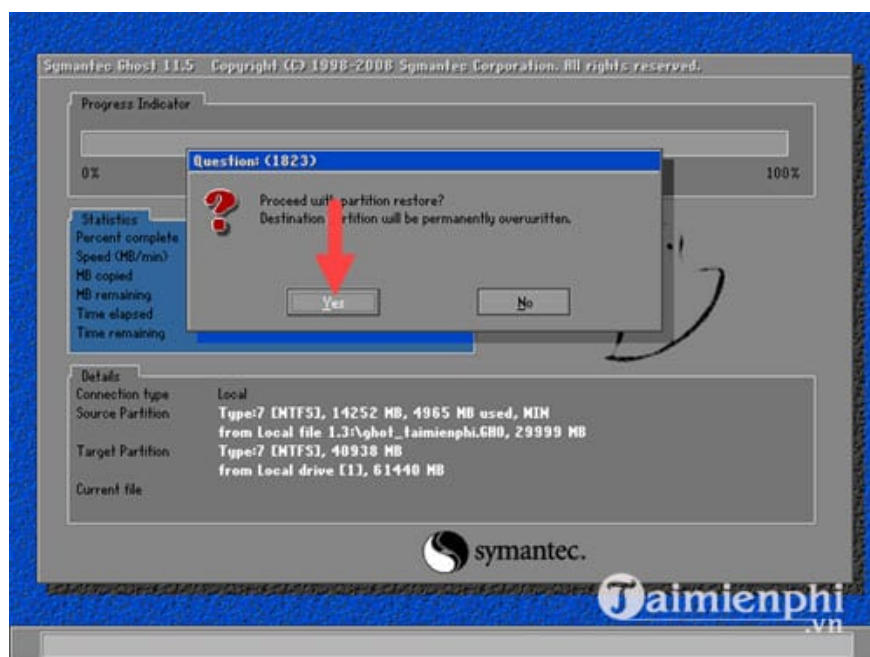 Symantec Ghost 11.5 Copyright (C) 1998-2008 Symantec Corporation. All rights reserved.
Progress Indicator
0%
100%
Question: (1823)
?
Proceed with partition restore?
Destination partition will be permanently overwritten.
Yes
No
Statistics
Percent complete
Speed (MB/min)
MB copied
MB remaining
Time elapsed
Time remaining
Details
Connection type Local
Source Partition Type:7 [NTFS], 14252 MB, 4965 MB used, WIN
from Local file 1.3:\ghot_taimienphi.GHO, 29999 MB
Target Partition Type:7 [NTFS], 40938 MB
from Local drive [1], 61440 MB
Current file
symantec.
Taimienphi
.vn